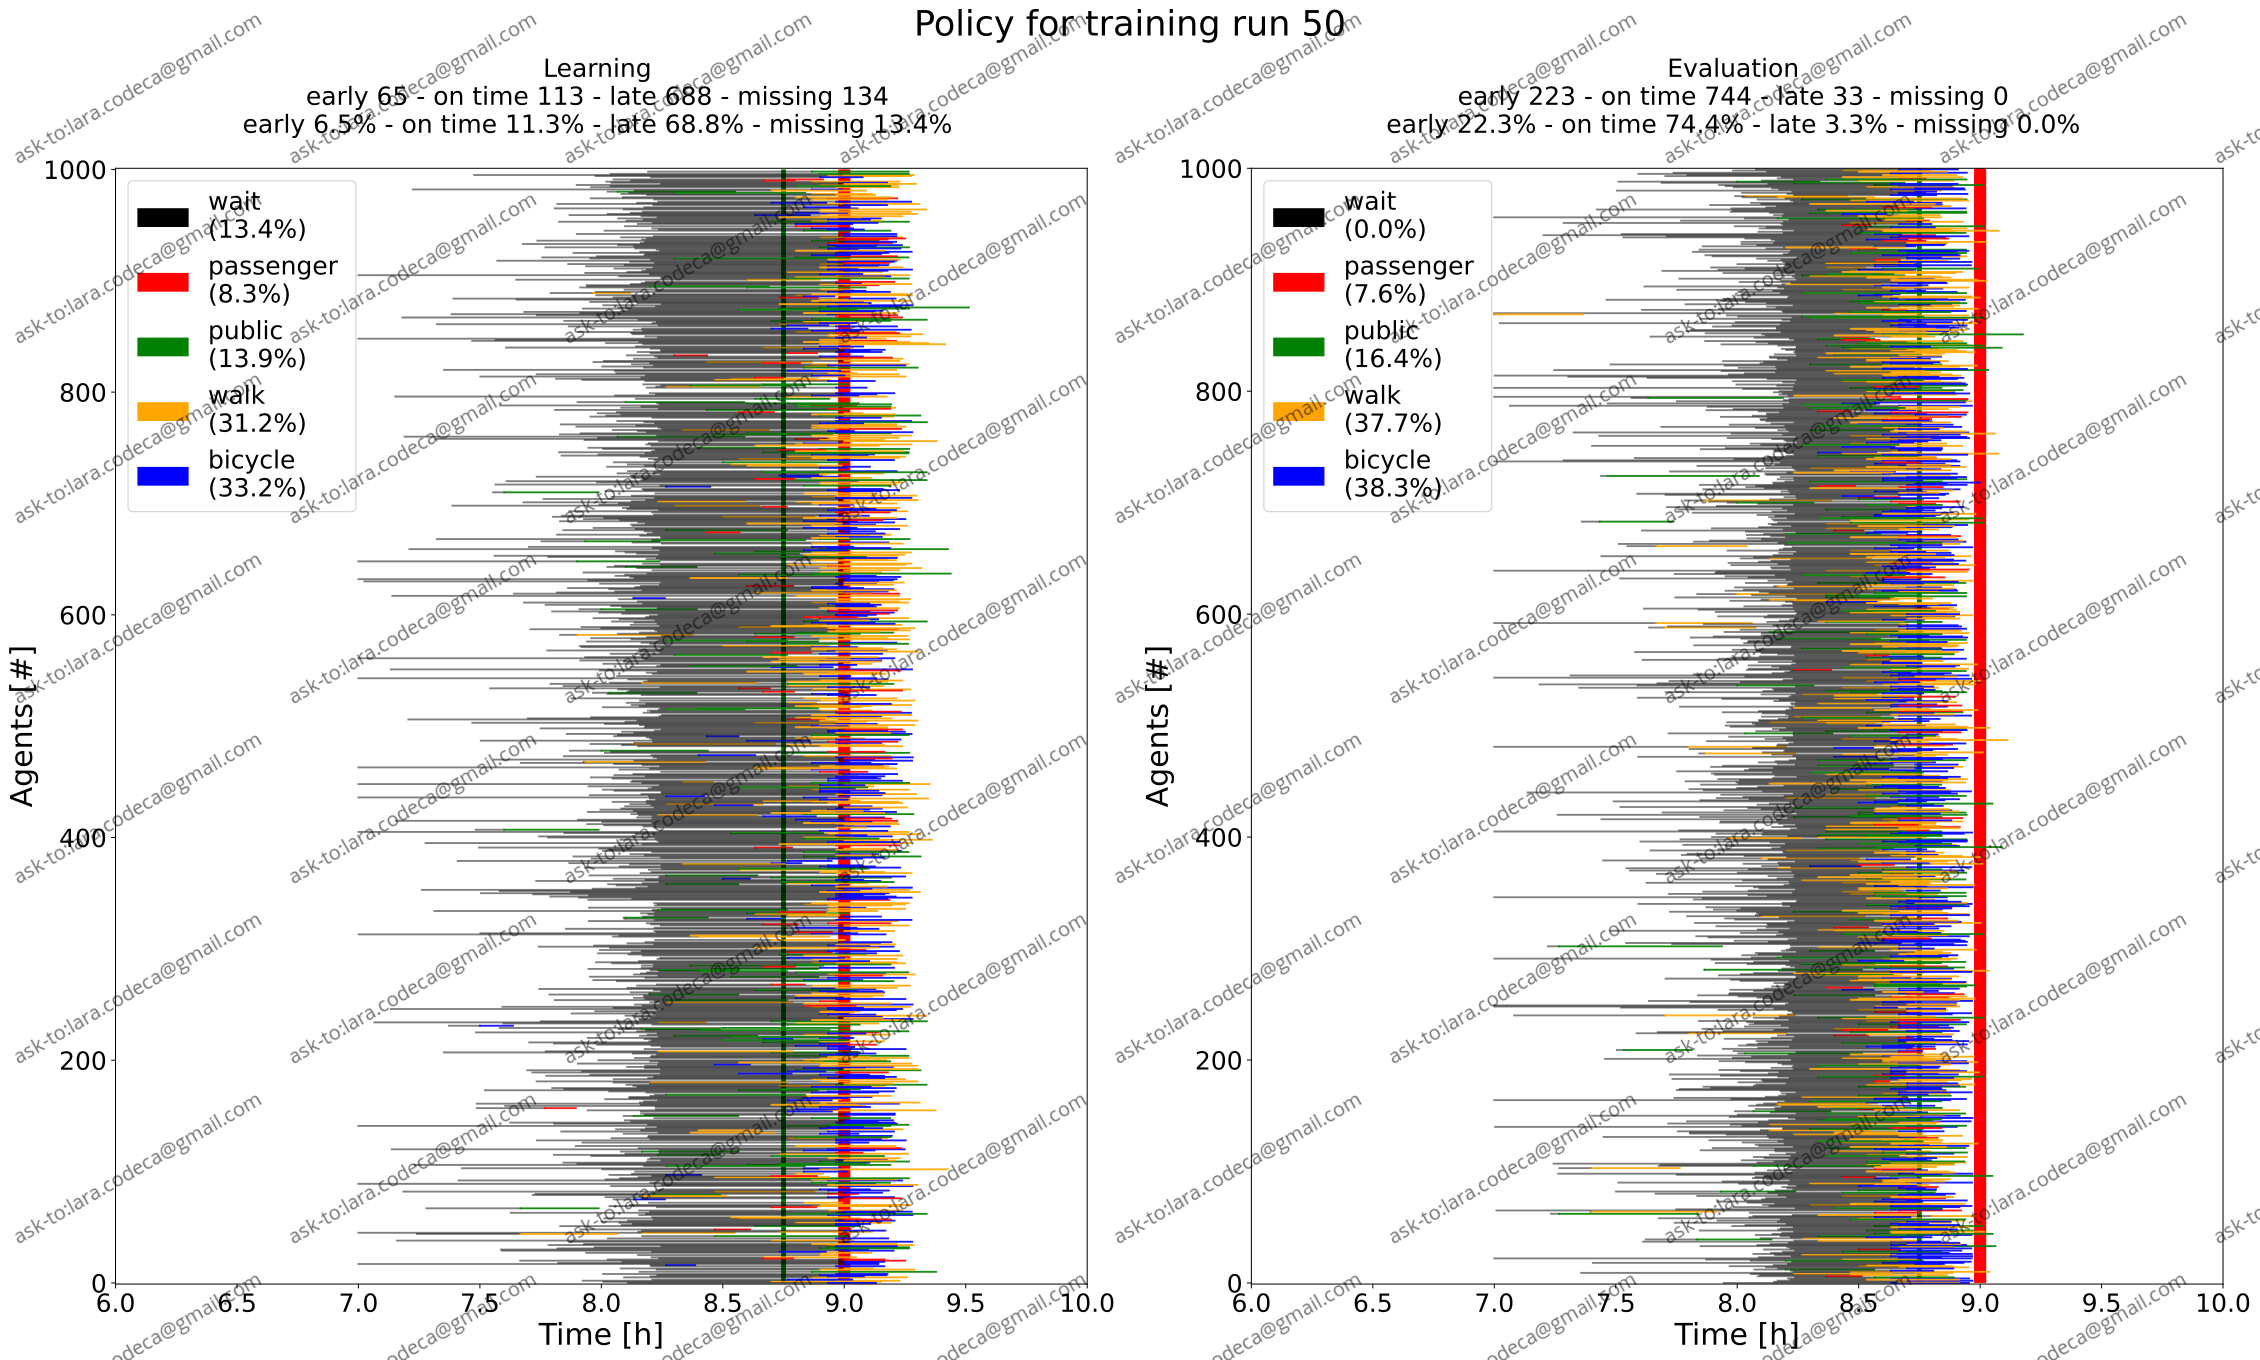 Policy for training run 50
Learning
early 65 - on time 113 - late 688 - missing 134
early 6.5% - on time 11.3% - late 68.8% - missing 13.4%
Agents [#]
1000
800
600
400
200
0
wait
(13.4%)
passenger
(8.3%)
public
(13.9%)
walk
(31.2%)
bicycle
(33.2%)
6.0 6.5 7.0 7.5 8.0 8.5 9.0 9.5 10.0
Time [h]
Evaluation
early 223 - on time 744 - late 33 - missing 0
early 22.3% - on time 74.4% - late 3.3% - missing 0.0%
Agents [#]
1000
800
600
400
200
0
wait
(0.0%)
passenger
(7.6%)
public
(16.4%)
walk
(37.7%)
bicycle
(38.3%)
6.0 6.5 7.0 7.5 8.0 8.5 9.0 9.5 10.0
Time [h]
ask-to:lara.codeca@gmail.com